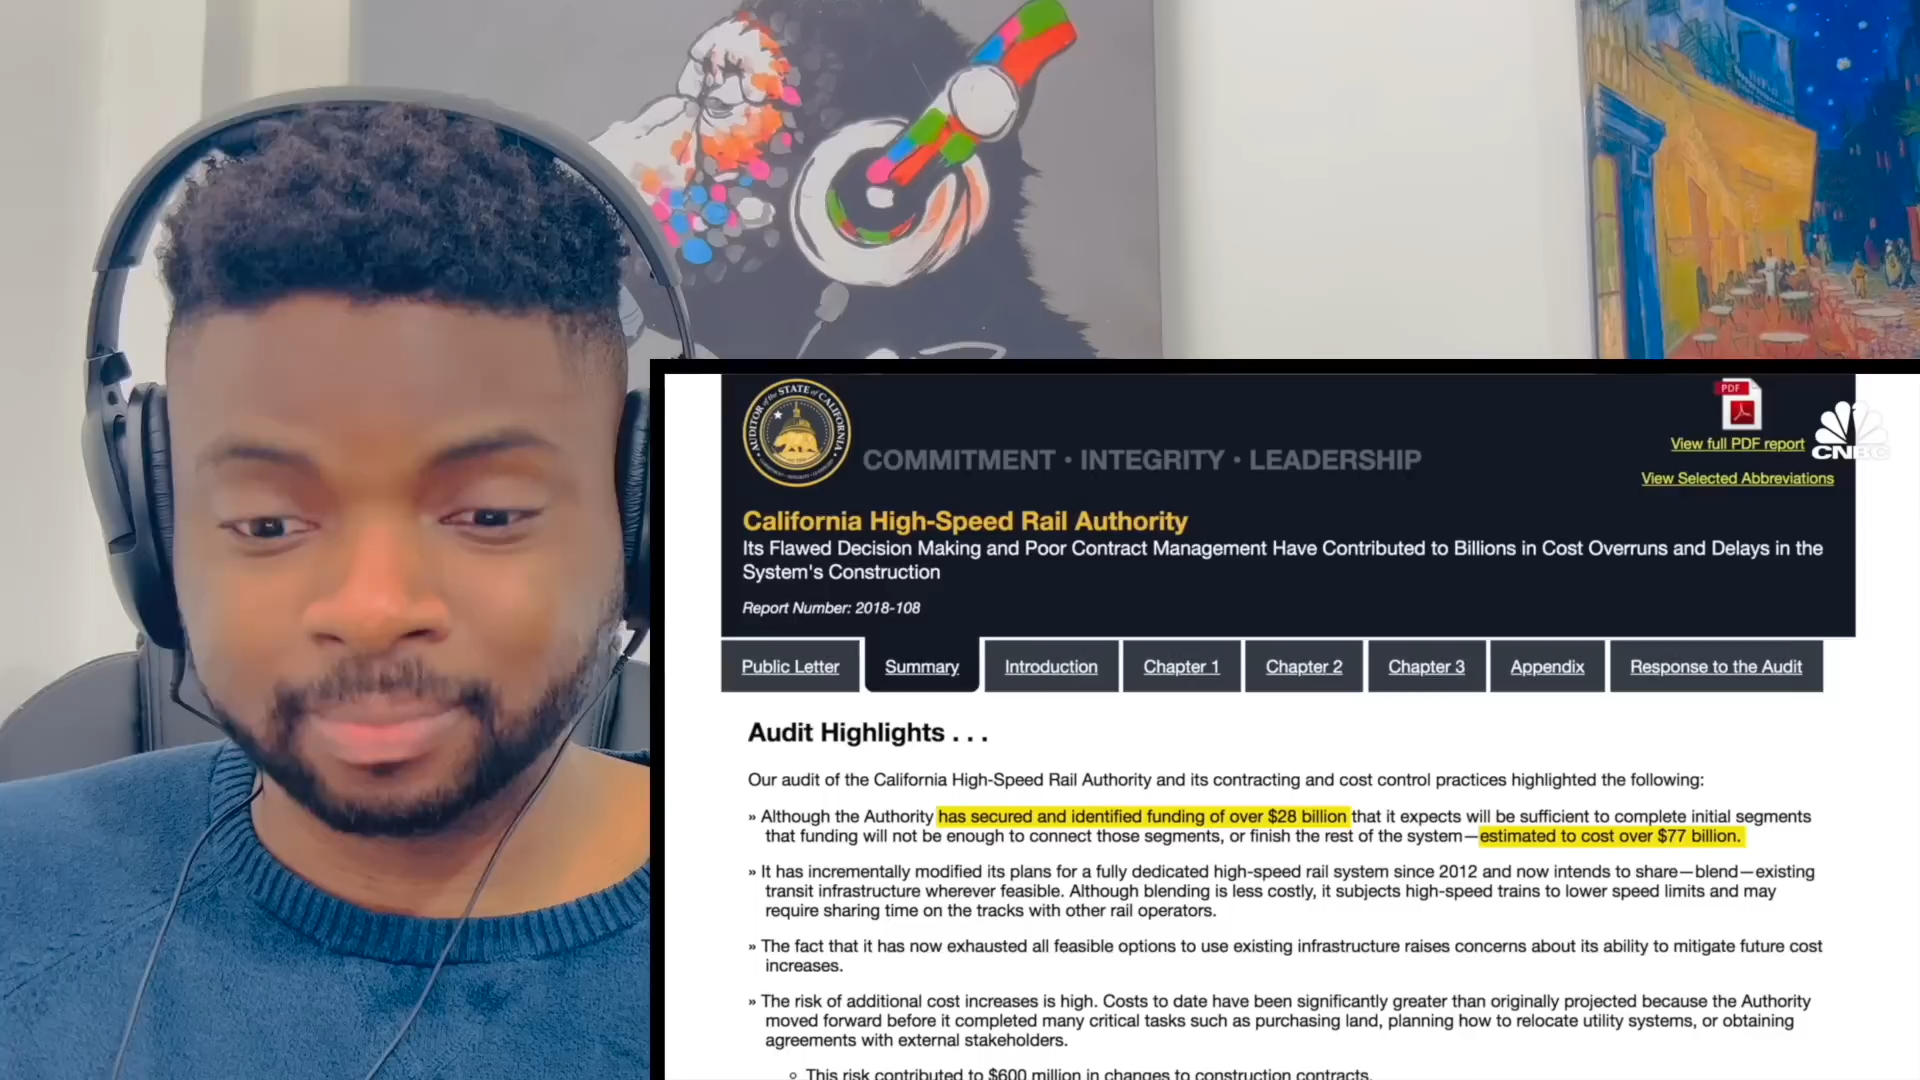 AUDITOR of the STATE of CALIFORNIA
PDF
View full PDF report
CNBC
COMMITMENT • INTEGRITY • LEADERSHIP
View Selected Abbreviations
California High-Speed Rail Authority
Its Flawed Decision Making and Poor Contract Management Have Contributed to Billions in Cost Overruns and Delays in the
System's Construction
Report Number: 2018-108
Public Letter
Summary
Introduction
Chapter 1
Chapter 2
Chapter 3
Appendix
Response to the Audit
Audit Highlights . . .
Our audit of the California High-Speed Rail Authority and its contracting and cost control practices highlighted the following:
» Although the Authority has secured and identified funding of over $28 billion that it expects will be sufficient to complete initial segments
that funding will not be enough to connect those segments, or finish the rest of the system—estimated to cost over $77 billion.
» It has incrementally modified its plans for a fully dedicated high-speed rail system since 2012 and now intends to share—blend—existing
transit infrastructure wherever feasible. Although blending is less costly, it subjects high-speed trains to lower speed limits and may
require sharing time on the tracks with other rail operators.
» The fact that it has now exhausted all feasible options to use existing infrastructure raises concerns about its ability to mitigate future cost
increases.
» The risk of additional cost increases is high. Costs to date have been significantly greater than originally projected because the Authority
moved forward before it completed many critical tasks such as purchasing land, planning how to relocate utility systems, or obtaining
agreements with external stakeholders.
This risk contributed to $600 million in changes to construction contracts.